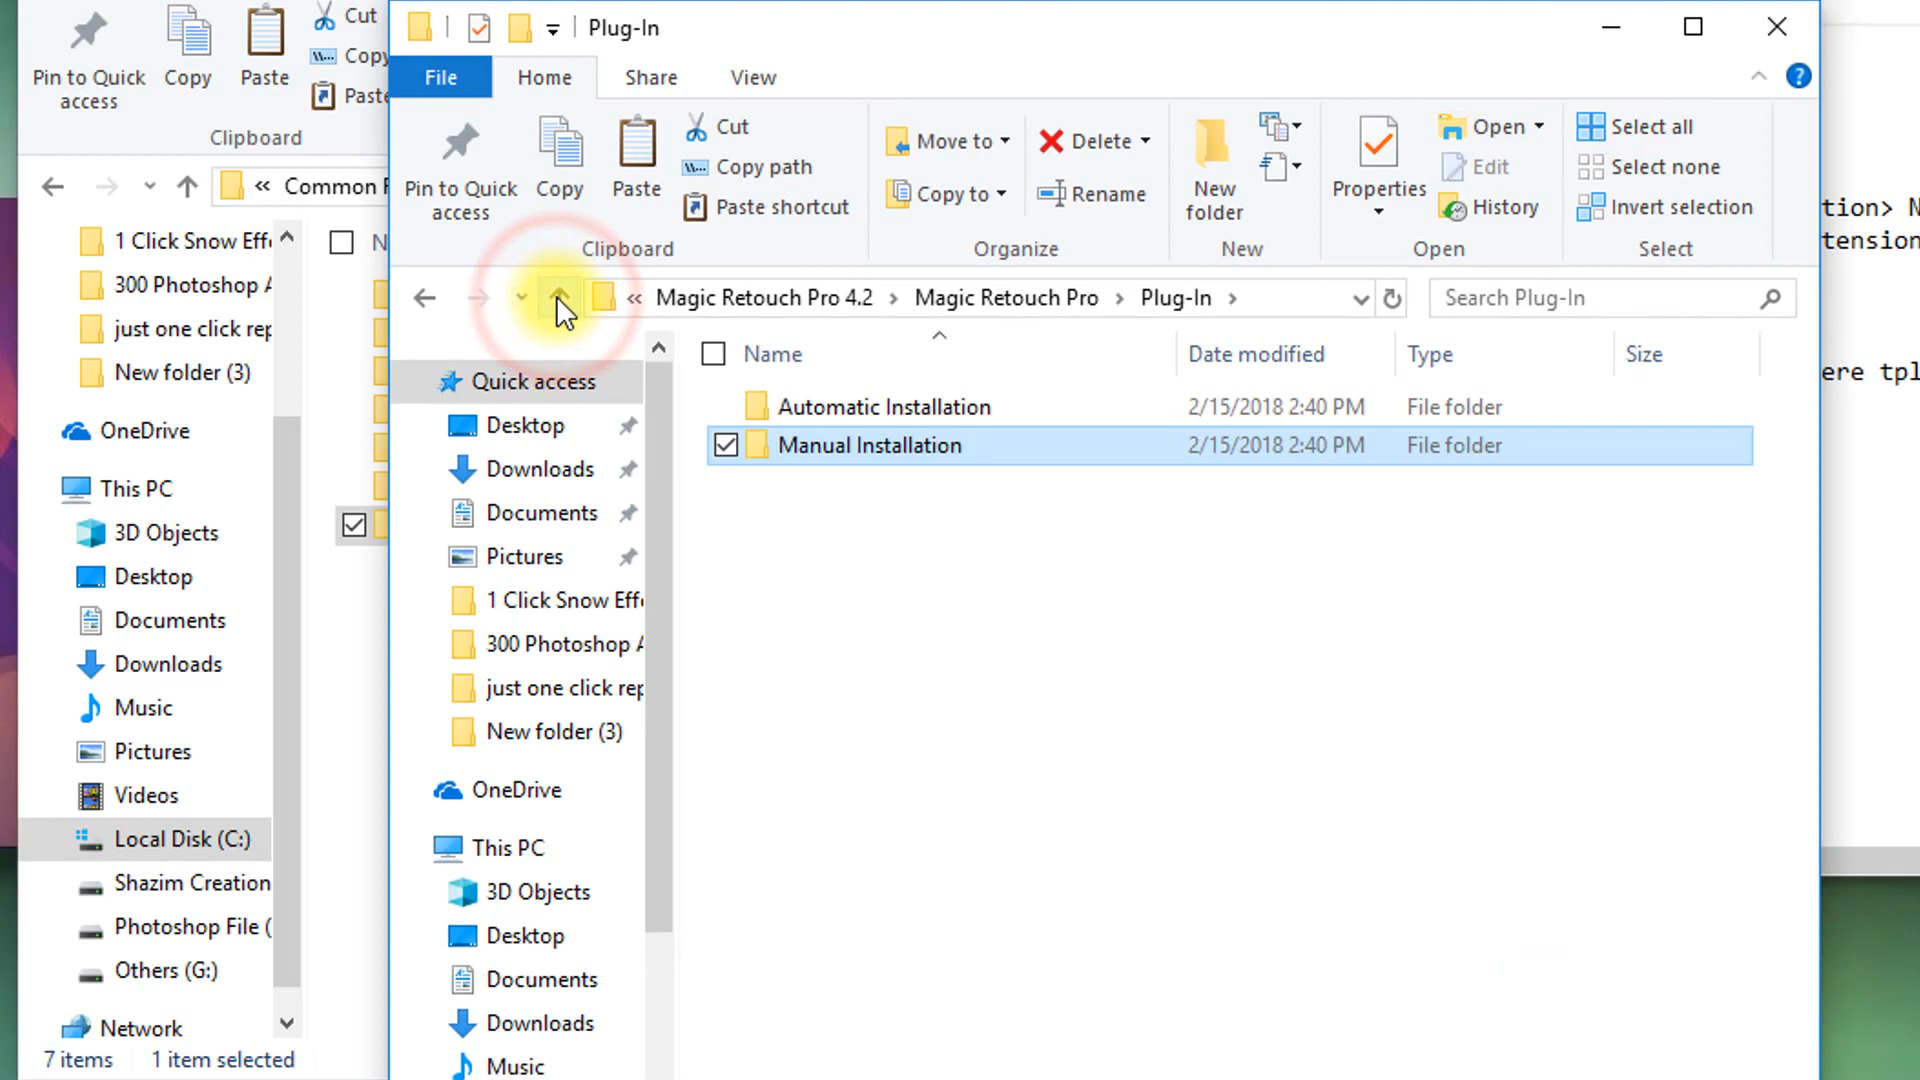 Cut
Copy
Paste
Pin to Quick access
Copy
Paste
Clipboard
« Common
1 Click Snow Effe
300 Photoshop A
just one click rep
New folder (3)
OneDrive
This PC
3D Objects
Desktop
Documents
Downloads
Music
Pictures
Videos
Local Disk (C:)
Shazim Creation
Photoshop File (
Others (G:)
Network
7 items 1 item selected
Plug-In
File Home Share View
Pin to Quick access
Copy
Paste
Cut
Copy path
Paste shortcut
Clipboard
Move to
Copy to
Delete
Rename
Organize
New folder
New
Properties
Open
Edit
History
Open
Select all
Select none
Invert selection
Select
« Magic Retouch Pro 4.2 > Magic Retouch Pro > Plug-In >
Search Plug-In
Name Date modified Type Size
Automatic Installation 2/15/2018 2:40 PM File folder
Manual Installation 2/15/2018 2:40 PM File folder
Quick access
Desktop
Downloads
Documents
Pictures
1 Click Snow Effe
300 Photoshop A
just one click rep
New folder (3)
OneDrive
This PC
3D Objects
Desktop
Documents
Downloads
Music
tion> N
tension
ere tpl